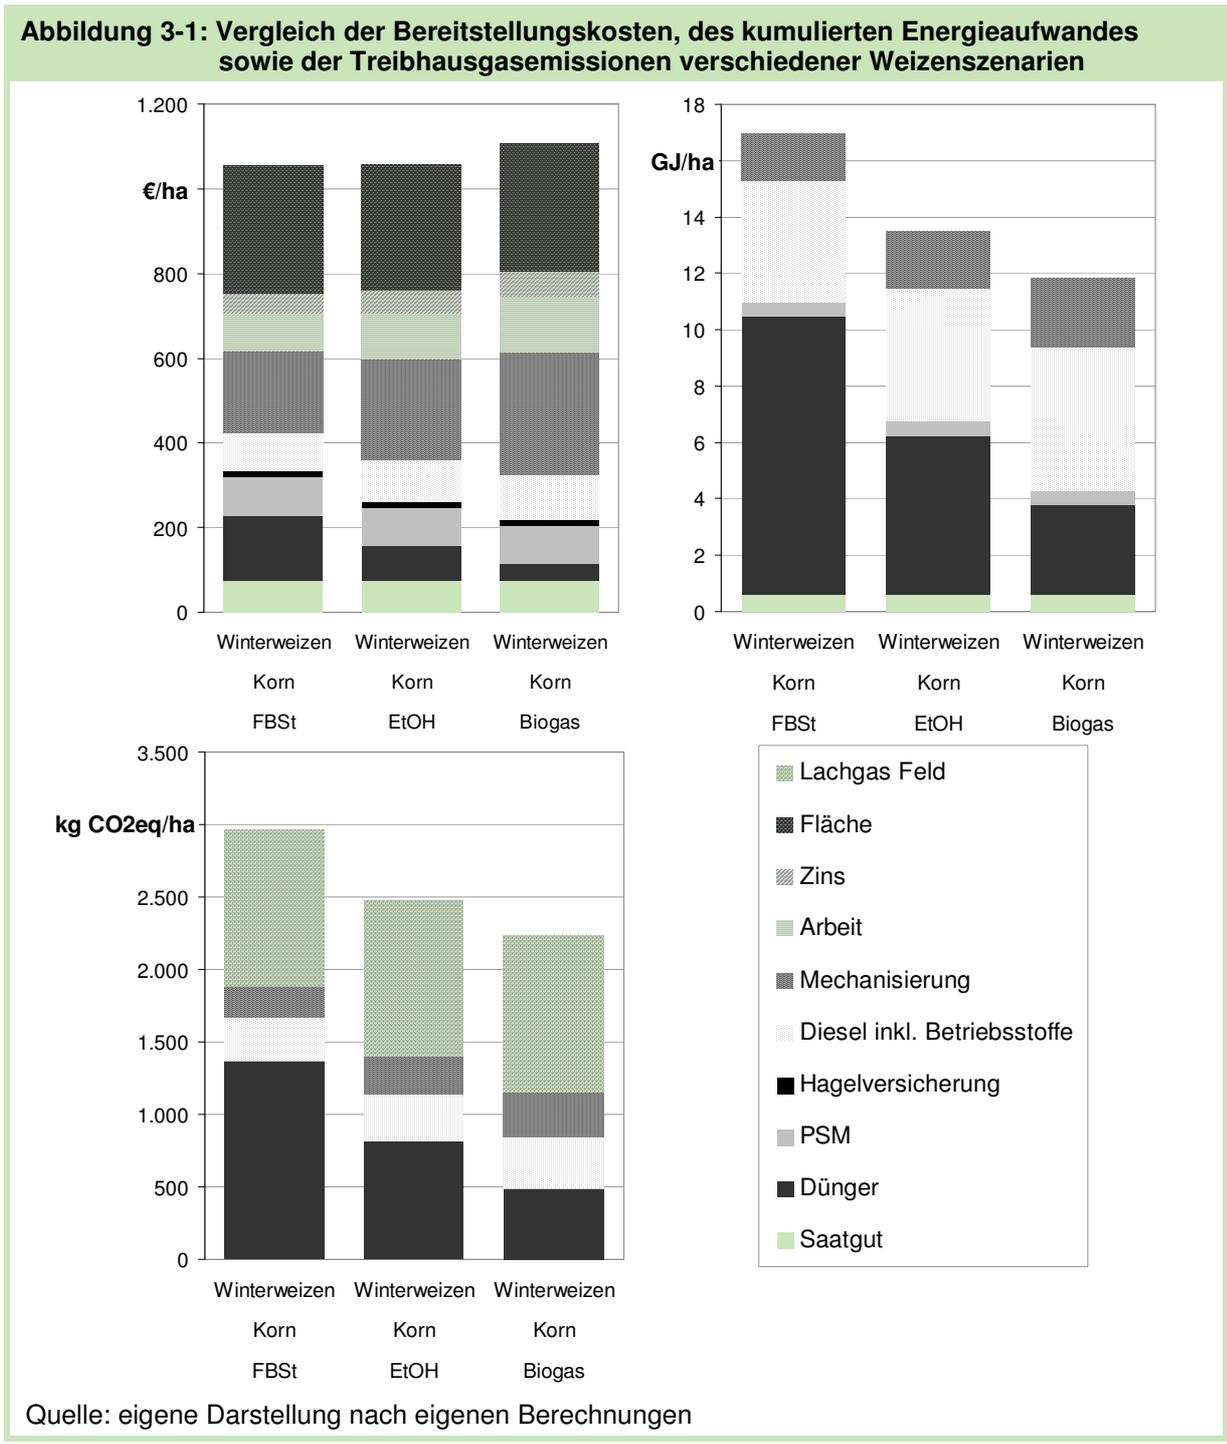 Abbildung 3-1: Vergleich der Bereitstellungskosten, des kumulierten Energieaufwandes
sowie der Treibhausgasemissionen verschiedener Weizenszenarien
1.200
€/ha
800
600
400
200
0
Winterweizen Winterweizen Winterweizen
Korn Korn Korn
FBSt EtOH Biogas
18
GJ/ha
14
12
10
8
6
4
2
0
Winterweizen Winterweizen Winterweizen
Korn Korn Korn
FBSt EtOH Biogas
3.500
kg CO2eq/ha
2.500
2.000
1.500
1.000
500
0
Winterweizen Winterweizen Winterweizen
Korn Korn Korn
FBSt EtOH Biogas
Lachgas Feld
Fläche
Zins
Arbeit
Mechanisierung
Diesel inkl. Betriebsstoffe
Hagelversicherung
PSM
Dünger
Saatgut
Quelle: eigene Darstellung nach eigenen Berechnungen